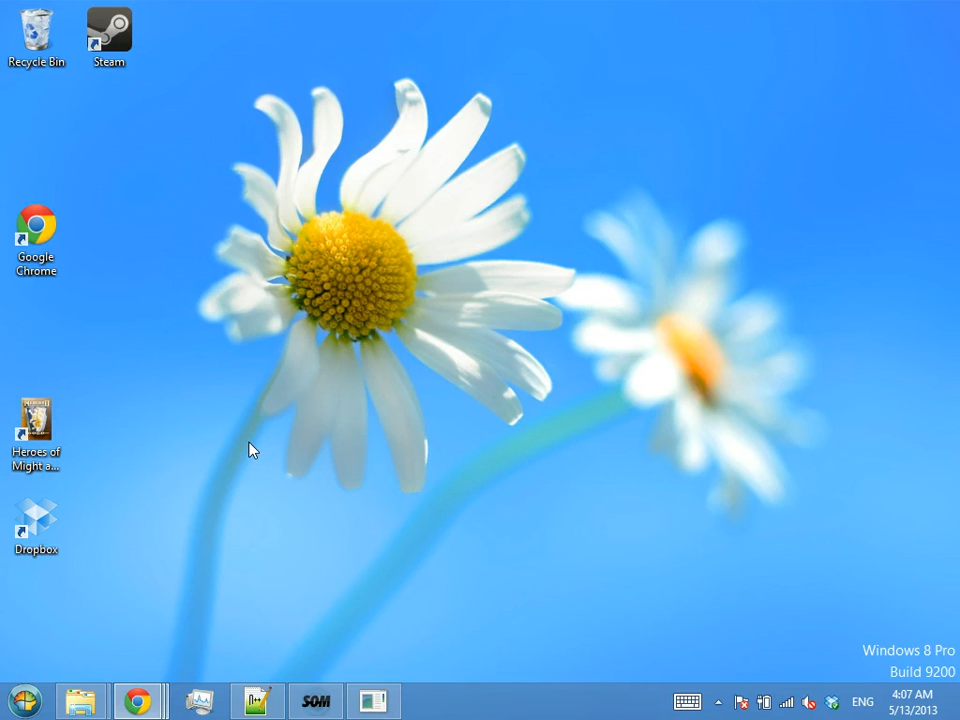 Recycle Bin
Steam
Google
Chrome
Heroes of
Might a...
Dropbox
Windows 8 Pro
Build 9200
SOM
ENG
4:07 AM
5/13/2013